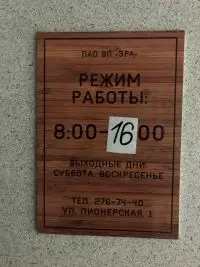 ПАО ВП «ЭРА»
РЕЖИМ
РАБОТЫ:
8:00-16:00
ВЫХОДНЫЕ ДНИ:
СУББОТА, ВОСКРЕСЕНЬЕ
ТЕЛ. 276-74-40
УЛ. ПИОНЕРСКАЯ, 1